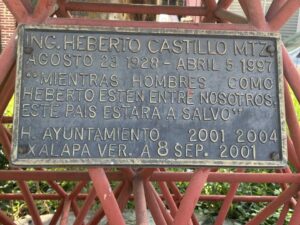 ING. HEBERTO CASTILLO MTZ.
AGOSTO 23 1928 - ABRIL 5 1997
"MIENTRAS HOMBRES COMO
HEBERTO ESTEN ENTRE NOSOTROS.
ESTE PAIS ESTARA A SALVO"
H. AYUNTAMIENTO 2001 2004
XALAPA VER. A 8 SEP. 2001